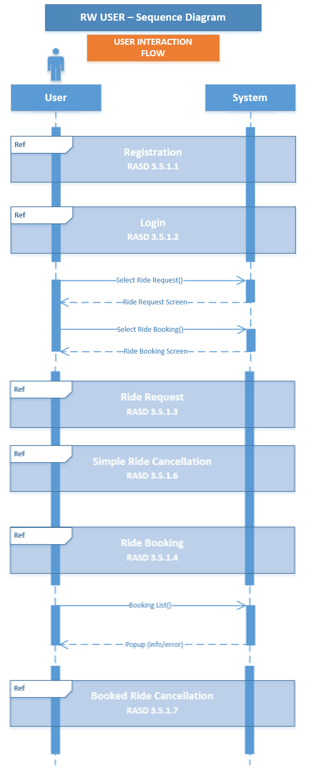 RW USER – Sequence Diagram
USER INTERACTION
FLOW
User
System
Ref
Registration
RASD 3.5.1.1
Ref
Login
RASD 3.5.1.2
Select Ride Request()
Ride Request Screen
Select Ride Booking()
Ride Booking Screen
Ref
Ride Request
RASD 3.5.1.3
Ref
Simple Ride Cancellation
RASD 3.5.1.6
Ref
Ride Booking
RASD 3.5.1.4
Booking List()
Popup (info/error)
Ref
Booked Ride Cancellation
RASD 3.5.1.7